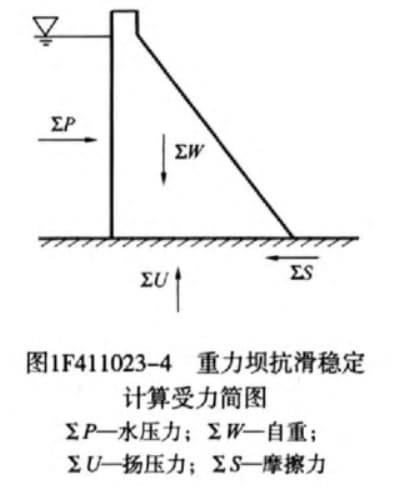 ΣP
ΣW
ΣU
ΣS
图1F411023-4 重力坝抗滑稳定
计算受力简图
ΣP—水压力；ΣW—自重；
ΣU—扬压力；ΣS—摩擦力